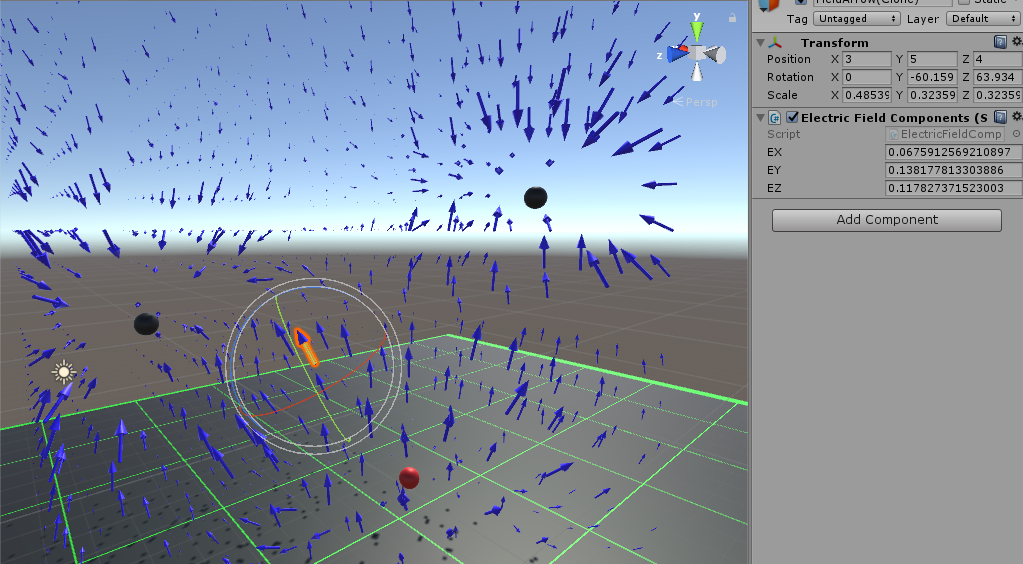 y
z
Persp
FieldArrow(Clone) Static
Tag Untagged Layer Default
Transform
Position X 3 Y 5 Z 4
Rotation X 0 Y -60.159 Z 63.934
Scale X 0.48539 Y 0.32359 Z 0.32359
Electric Field Components (S
Script ElectricFieldComp
EX 0.0675912569210897
EY 0.138177813303886
EZ 0.117827371523003
Add Component